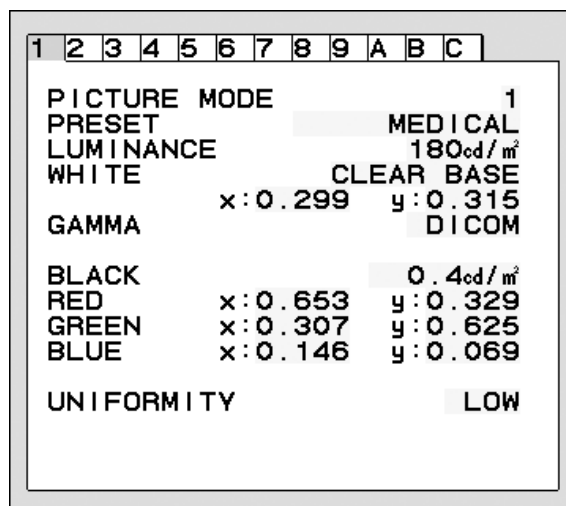 1 2 3 4 5 6 7 8 9 A B C
PICTURE MODE 1
PRESET MEDICAL
LUMINANCE 180cd/㎡
WHITE CLEAR BASE
x:0.299 y:0.315
GAMMA DICOM
BLACK 0.4cd/㎡
RED x:0.653 y:0.329
GREEN x:0.307 y:0.625
BLUE x:0.146 y:0.069
UNIFORMITY LOW